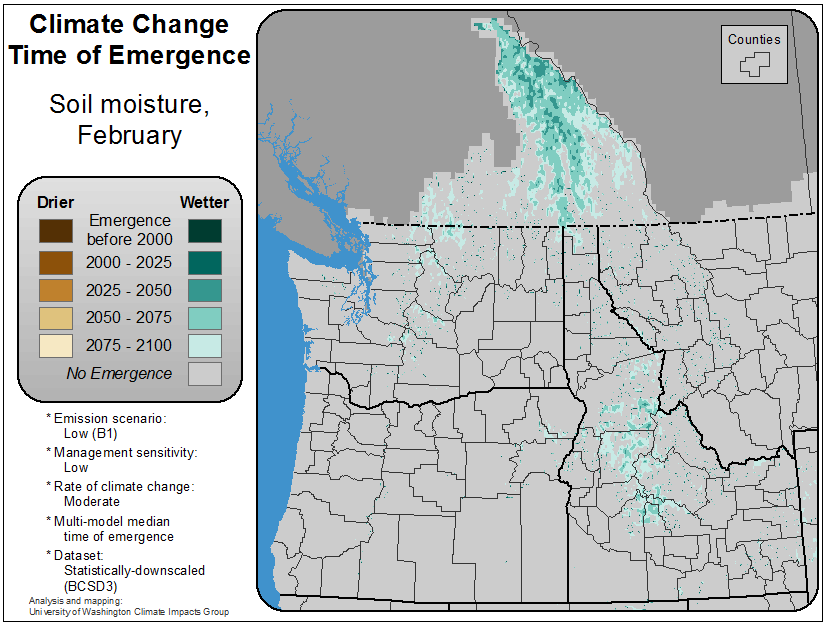 Climate Change
Time of Emergence
Soil moisture,
February
Drier
Wetter
Emergence
before 2000
2000 - 2025
2025 - 2050
2050 - 2075
2075 - 2100
No Emergence
* Emission scenario:
Low (B1)
* Management sensitivity:
Low
* Rate of climate change:
Moderate
* Multi-model median
time of emergence
* Dataset:
Statistically-downscaled
(BCSD3)
Analysis and mapping:
University of Washington Climate Impacts Group
Counties